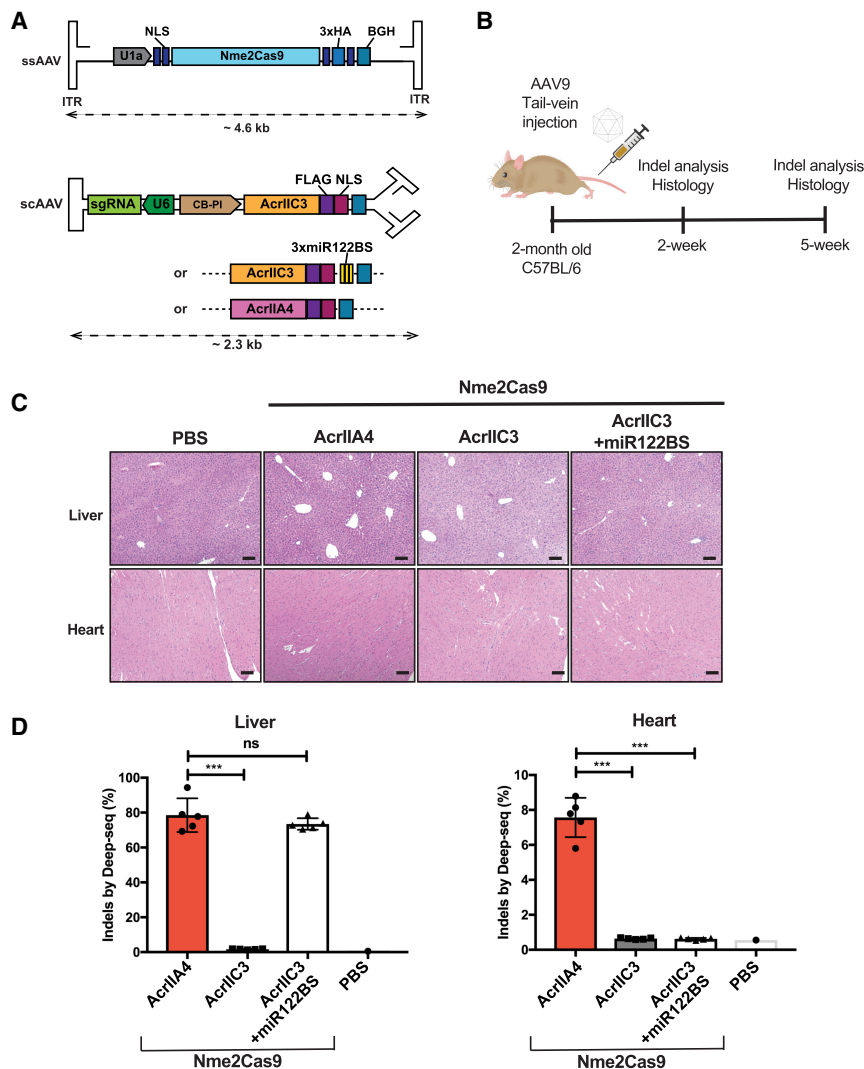 A
NLS
3xHA
BGH
ssAAV
U1a
Nme2Cas9
ITR
ITR
~ 4.6 kb
FLAG
NLS
scAAV
sgRNA
U6
CB-PI
AcrIIC3
3xmiR122BS
or
AcrIIC3
or
AcrIIA4
~ 2.3 kb
B
AAV9
Tail-vein
injection
Indel analysis
Histology
Indel analysis
Histology
2-month old
C57BL/6
2-week
5-week
C
Nme2Cas9
PBS
AcrIIA4
AcrIIC3
AcrIIC3
+miR122BS
Liver
Heart
D
Liver
ns
***
Indels by Deep-seq (%)
100
80
60
40
20
0
AcrIIA4
AcrIIC3
AcrIIC3
+miR122BS
PBS
Nme2Cas9
Heart
***
***
Indels by Deep-seq (%)
10
8
6
4
2
0
AcrIIA4
AcrIIC3
AcrIIC3
+miR122BS
PBS
Nme2Cas9